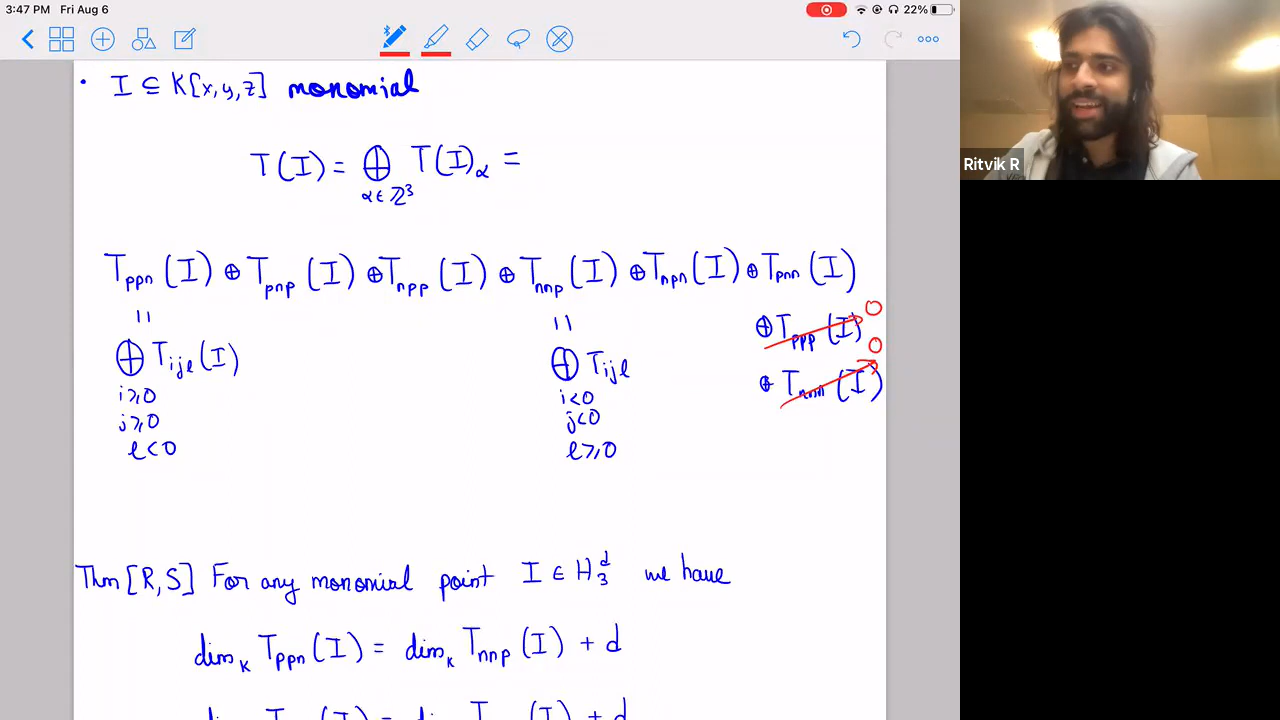 3:47 PM Fri Aug 6
22%
Ritvik R
• I ⊆ K[x,y,z] monomial
T(I) = ⊕ T(I)α =
α∈ℤ³
Tppn(I) ⊕ Tpnp(I) ⊕ Tnpp(I) ⊕ Tnnp(I) ⊕ Tnpn(I) ⊕ Tpnn(I)
⊕ Tppp(I) 0
⊕ Tnnn(I) 0
= =
⊕ Tijℓ(I) ⊕ Tijℓ
i≥0 i<0
j≥0 j<0
ℓ<0 ℓ≥0
Thm [R,S] For any monomial point I ∈ H₃ᵈ we have
dimₖ Tppn(I) = dimₖ Tnnp(I) + d